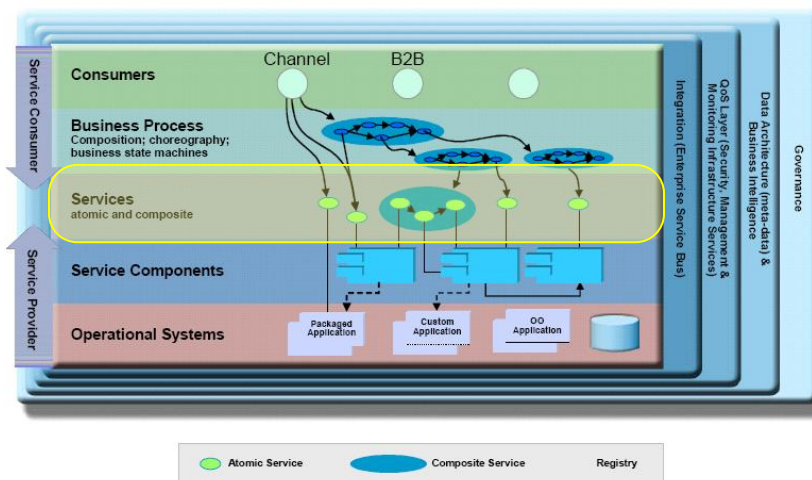 Channel
B2B
Consumers
Business Process
Composition; choreography;
business state machines
Services
atomic and composite
Service Components
Operational Systems
Packaged
Application
Custom
Application
OO
Application
Service Consumer
Service Provider
Integration (Enterprise Service Bus)
QoS Layer (Security, Management &
Monitoring Infrastructure Services)
Data Architecture (meta-data) &
Business Intelligence
Governance
Atomic Service
Composite Service
Registry